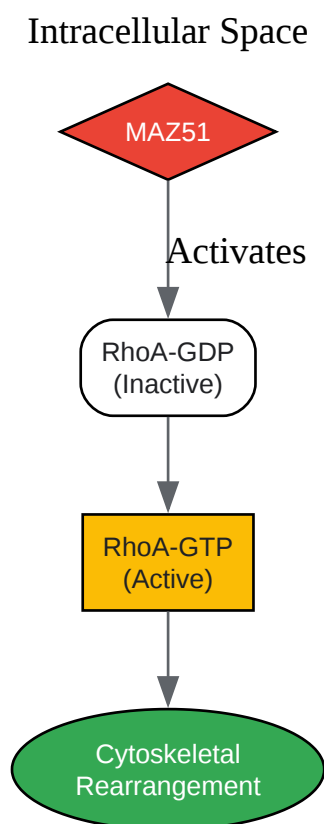 Intracellular Space
MAZ51
Activates
RhoA-GDP
(Inactive)
RhoA-GTP
(Active)
Cytoskeletal
Rearrangement